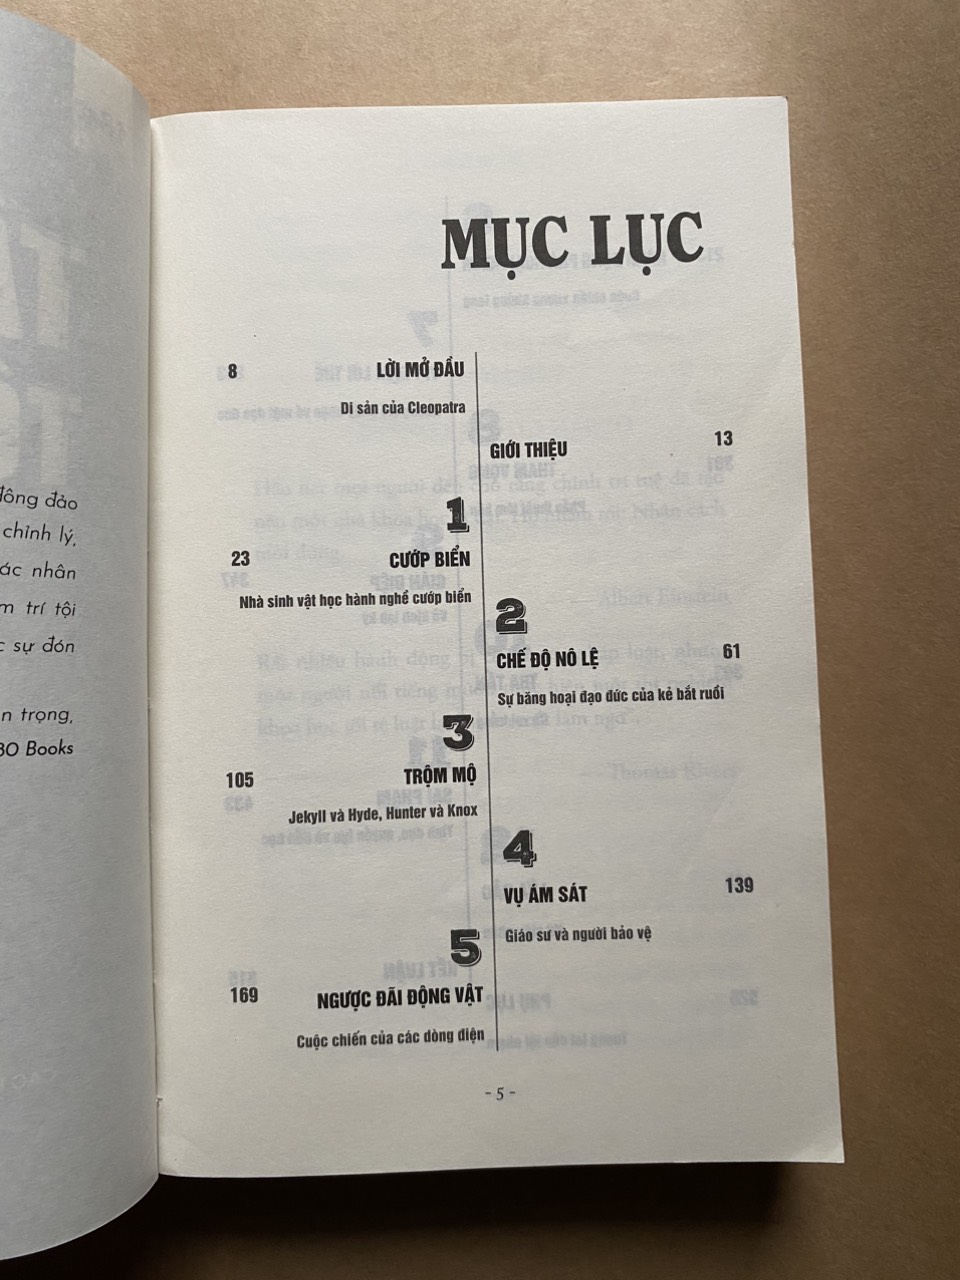 đông đảo
chỉnh lý,
ác nhân
m trí tội
sự đón
n trọng,
BO Books
MỤC LỤC
8 LỜI MỞ ĐẦU
Di sản của Cleopatra
GIỚI THIỆU 13
1
23 CƯỚP BIỂN
Nhà sinh vật học hành nghề cướp biển
2
CHẾ ĐỘ NÔ LỆ 61
Sự băng hoại đạo đức của kẻ bắt ruồi
3
105 TRỘM MỘ
Jekyll và Hyde, Hunter và Knox
4
VỤ ÁM SÁT 139
Giáo sư và người bảo vệ
5
169 NGƯỢC ĐÃI ĐỘNG VẬT
Cuộc chiến của các dòng điện
- 5 -